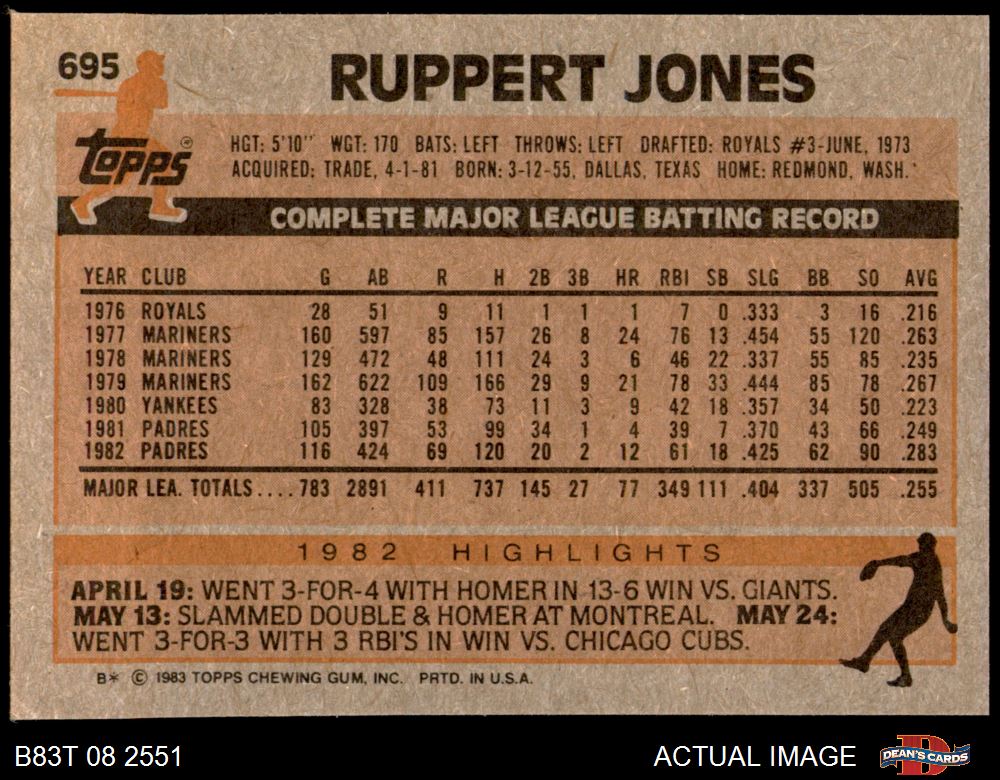 695
RUPPERT JONES
TOPPS ®
HGT: 5'10" WGT: 170 BATS: LEFT THROWS: LEFT DRAFTED: ROYALS #3-JUNE, 1973
ACQUIRED: TRADE, 4-1-81 BORN: 3-12-55, DALLAS, TEXAS HOME: REDMOND, WASH.
COMPLETE MAJOR LEAGUE BATTING RECORD
YEAR CLUB G AB R H 2B 3B HR RBI SB SLG BB SO AVG
1976 ROYALS 28 51 9 11 1 1 1 7 0 .333 3 16 .216
1977 MARINERS 160 597 85 157 26 8 24 76 13 .454 55 120 .263
1978 MARINERS 129 472 48 111 24 3 6 46 22 .337 55 85 .235
1979 MARINERS 162 622 109 166 29 9 21 78 33 .444 85 78 .267
1980 YANKEES 83 328 38 73 11 3 9 42 18 .357 34 50 .223
1981 PADRES 105 397 53 99 34 1 4 39 7 .370 43 66 .249
1982 PADRES 116 424 69 120 20 2 12 61 18 .425 62 90 .283
MAJOR LEA. TOTALS.... 783 2891 411 737 145 27 77 349 111 .404 337 505 .255
1982 HIGHLIGHTS
APRIL 19: WENT 3-FOR-4 WITH HOMER IN 13-6 WIN VS. GIANTS.
MAY 13: SLAMMED DOUBLE & HOMER AT MONTREAL. MAY 24:
WENT 3-FOR-3 WITH 3 RBI'S IN WIN VS. CHICAGO CUBS.
B* © 1983 TOPPS CHEWING GUM, INC. PRTD. IN U.S.A.
B83T 08 2551 ACTUAL IMAGE DEAN'S CARDS